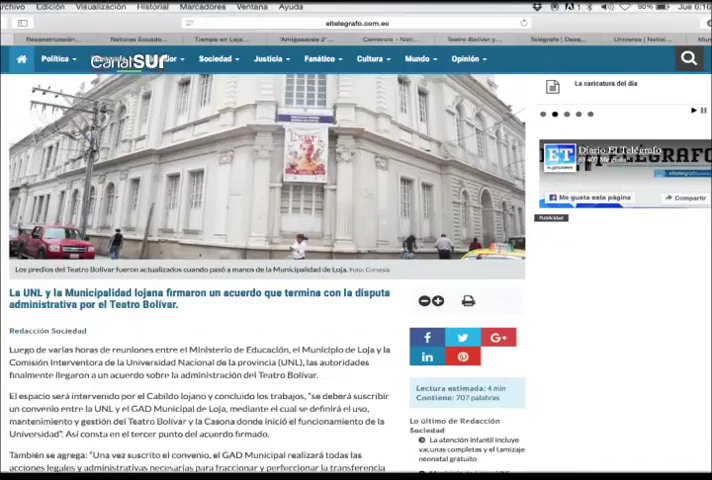 Edición Visualización Historial Marcadores Ventana Ayuda
90%
eltelegrafo.com.ec
Tiempo en Loja,
Teatro Bolívar y...
Política Sociedad Justicia Fanático Cultura Mundo Opinión
Canal SUR
La caricatura del día
ET
Diario El Telégrafo
Me gusta esta página
Compartir
Publicidad
Los predios del Teatro Bolívar fueron actualizados cuando pasó a manos de la Municipalidad de Loja. Foto: Cortesía
La UNL y la Municipalidad lojana firmaron un acuerdo que termina con la disputa
administrativa por el Teatro Bolívar.
Redacción Sociedad
Luego de varias horas de reuniones entre el Ministerio de Educación, el Municipio de Loja y la
Comisión Interventora de la Universidad Nacional de la provincia (UNL), las autoridades
finalmente llegaron a un acuerdo sobre la administración del Teatro Bolívar.
El espacio será intervenido por el Cabildo lojano y concluido los trabajos, "se deberá suscribir
un convenio entre la UNL y el GAD Municipal de Loja, mediante el cual se definirá el uso,
mantenimiento y gestión del Teatro Bolívar y la Casona donde inició el funcionamiento de la
Universidad". Así consta en el tercer punto del acuerdo firmado.
También se agrega: "Una vez suscrito el convenio, el GAD Municipal realizará todas las
acciones legales y administrativas necesarias para fraccionar y perfeccionar la transferencia
Lectura estimada: 4 min
Contiene: 707 palabras
Lo último de Redacción
Sociedad
La atención infantil incluye
vacunas completas y el tamizaje
neonatal gratuito